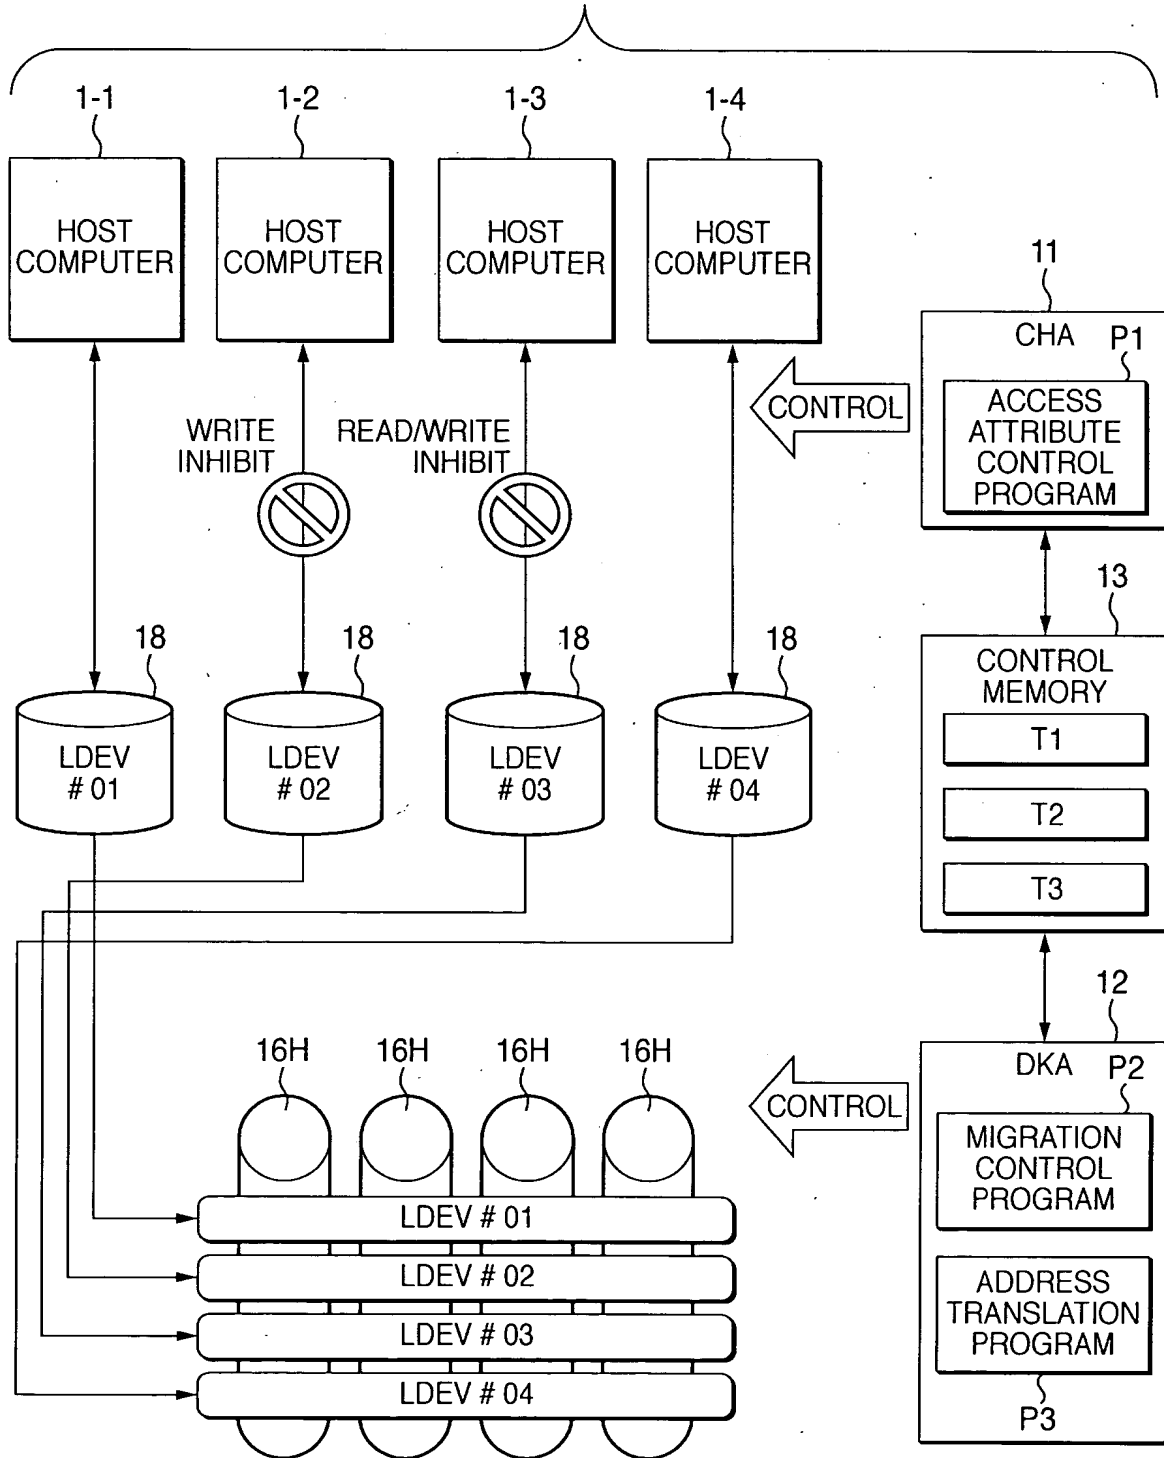 1-1
1-2
1-3
1-4
HOST
COMPUTER
HOST
COMPUTER
HOST
COMPUTER
HOST
COMPUTER
11
CHA
P1
ACCESS
ATTRIBUTE
CONTROL
PROGRAM
CONTROL
WRITE
INHIBIT
READ/WRITE
INHIBIT
13
CONTROL
MEMORY
T1
T2
T3
18
18
18
18
LDEV
# 01
LDEV
# 02
LDEV
# 03
LDEV
# 04
12
DKA
P2
MIGRATION
CONTROL
PROGRAM
ADDRESS
TRANSLATION
PROGRAM
P3
CONTROL
16H
16H
16H
16H
LDEV # 01
LDEV # 02
LDEV # 03
LDEV # 04